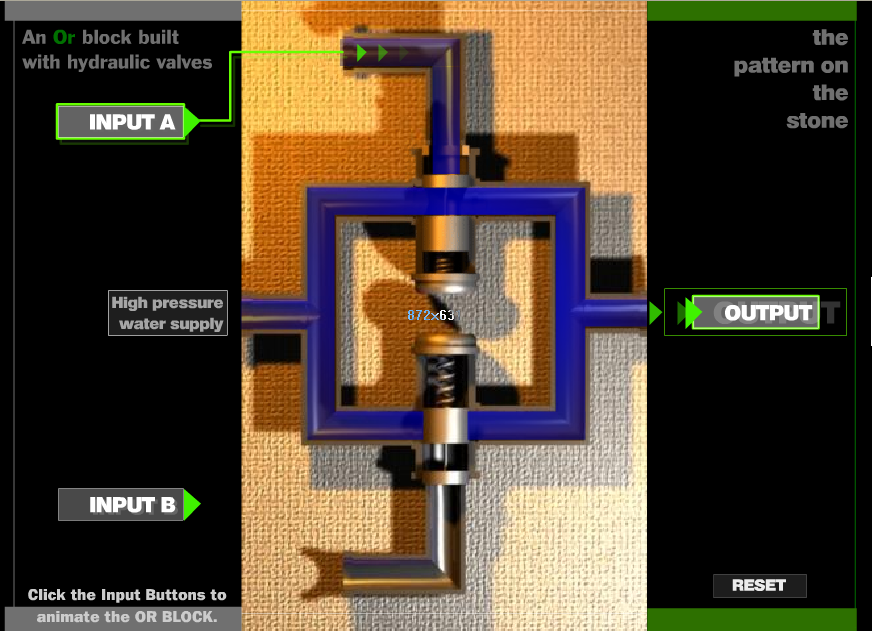 An Or block built
with hydraulic valves
the
pattern on
the
stone
INPUT A
High pressure
water supply
872×63
OUTPUT
INPUT B
Click the Input Buttons to
animate the OR BLOCK.
RESET